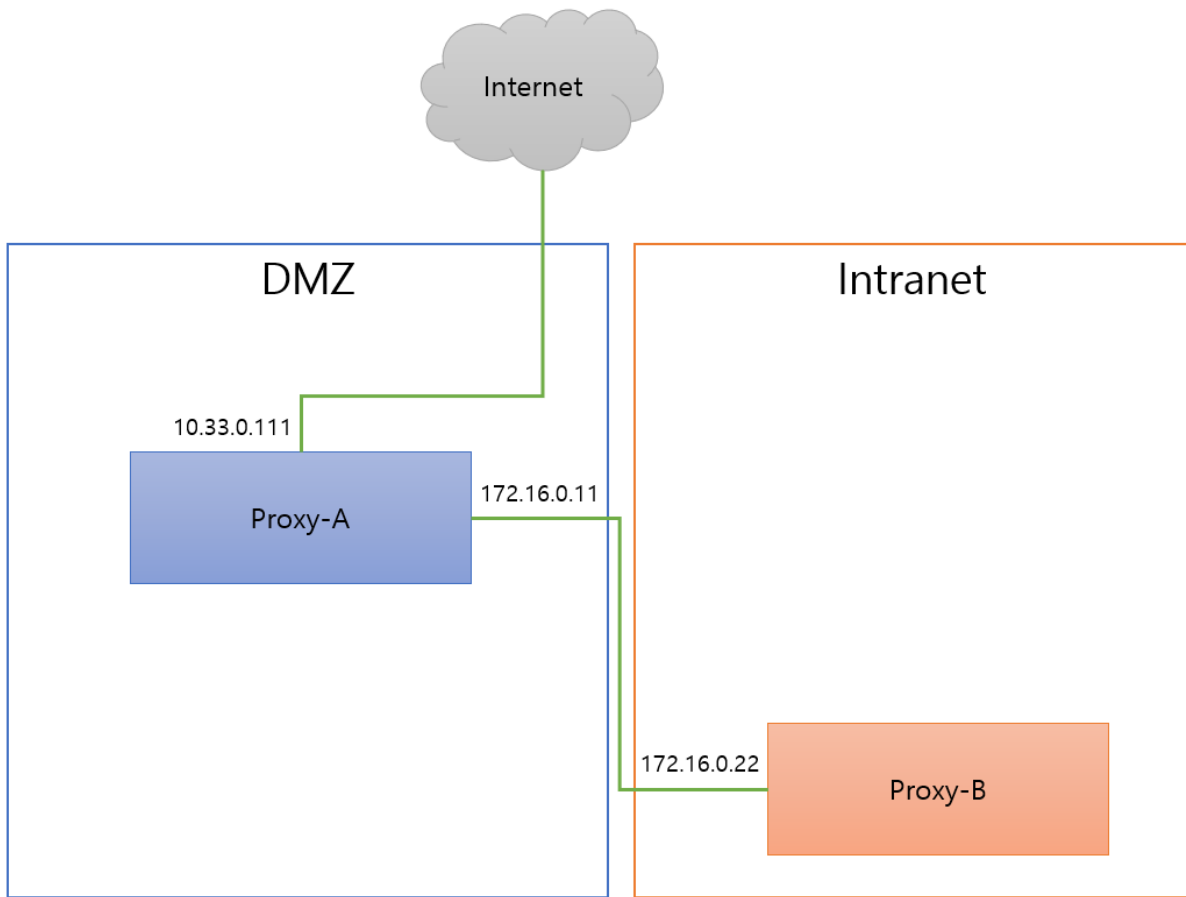 Internet
DMZ
Intranet
10.33.0.111
172.16.0.11
Proxy-A
172.16.0.22
Proxy-B